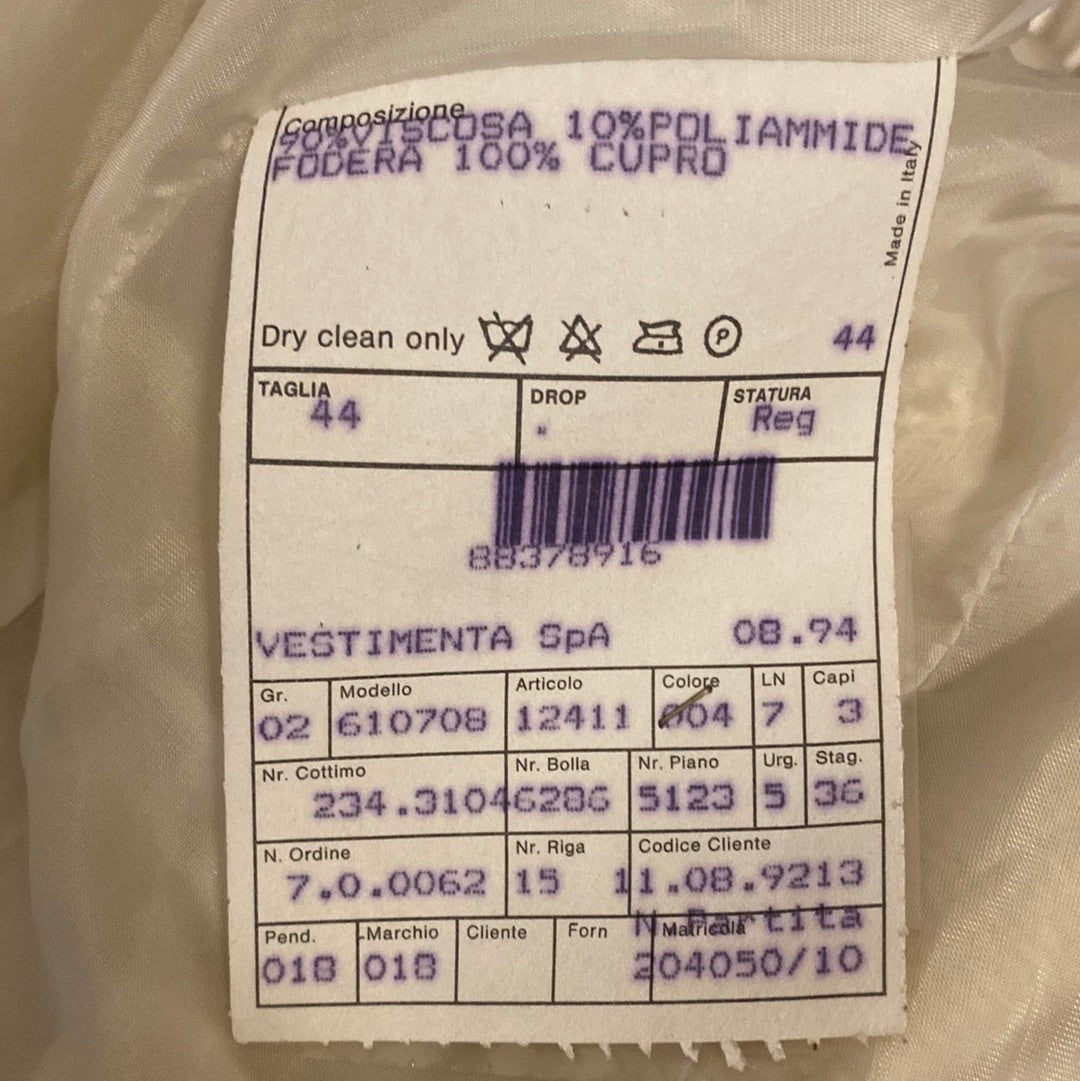 Composizione
90%VISCOSA 10%POLIAMMIDE
FODERA 100% CUPRO
Made in Italy
Dry clean only P 44
TAGLIA DROP STATURA
44 Reg
88378916
VESTIMENTA SpA 08.94
Gr. Modello Articolo Colore LN Capi
02 610708 12411 004 7 3
Nr. Cottimo Nr. Bolla Nr. Piano Urg. Stag.
234.31046286 5123 5 36
N. Ordine Nr. Riga Codice Cliente
7.0.0062 15 11.08.9213
N.Partita
Pend. Marchio Cliente Forn Matricola
018 018 204050/10